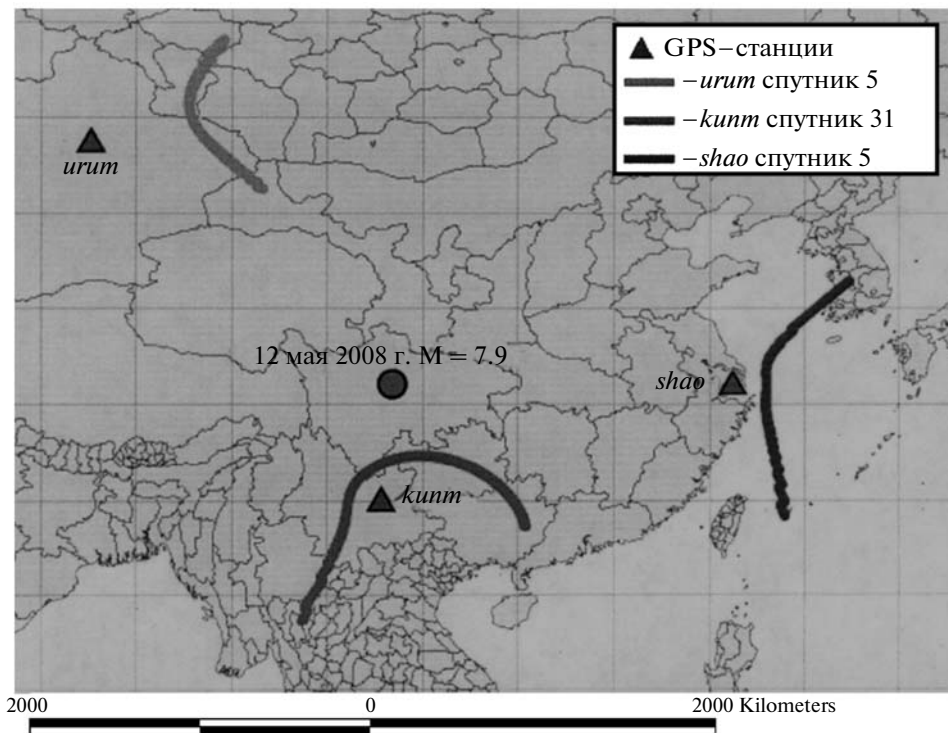 GPS–станции
–urum спутник 5
–kunm спутник 31
–shao спутник 5
urum
12 мая 2008 г. M = 7.9
shao
kunm
2000 0 2000 Kilometers